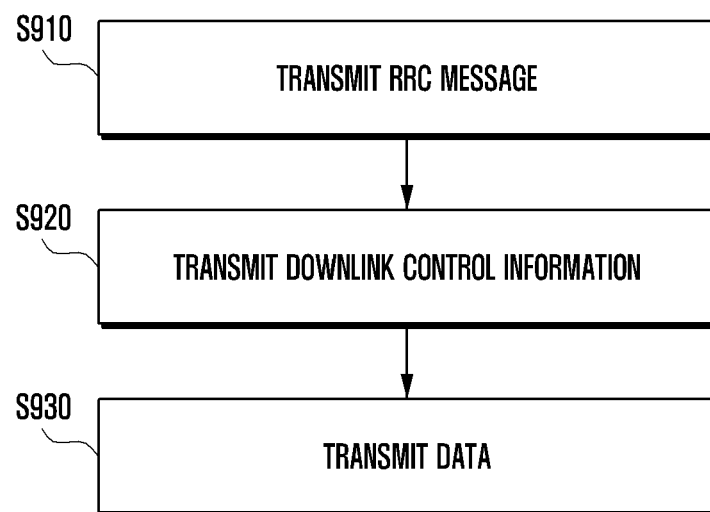 S910
TRANSMIT RRC MESSAGE
S920
TRANSMIT DOWNLINK CONTROL INFORMATION
S930
TRANSMIT DATA